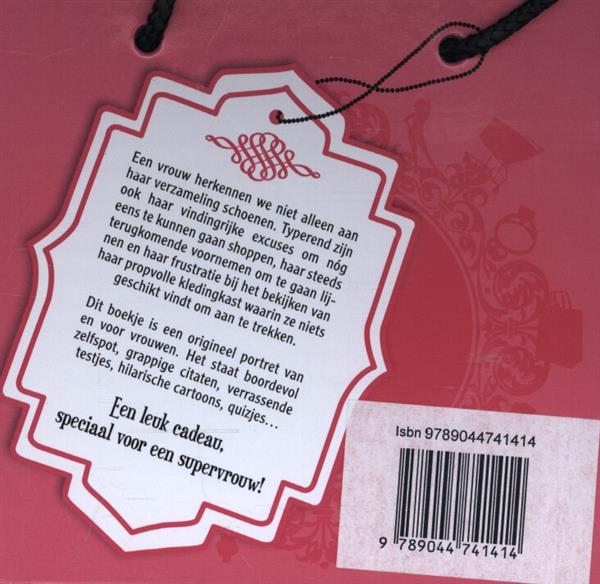 Een vrouw herkennen we niet alleen aan
haar verzameling schoenen. Typerend zijn
ook haar vindingrijke excuses om nóg
eens te kunnen gaan shoppen, haar steeds
terugkomende voornemen om te gaan lij-
nen en haar frustratie bij het bekijken van
haar propvolle kledingkast waarin ze niets
geschikt vindt om aan te trekken.
Dit boekje is een origineel portret van
en voor vrouwen. Het staat boordevol
zelfspot, grappige citaten, verrassende
testjes, hilarische cartoons, quizjes...
Een leuk cadeau,
speciaal voor een supervrouw!
Isbn 9789044741414
9 789044 741414